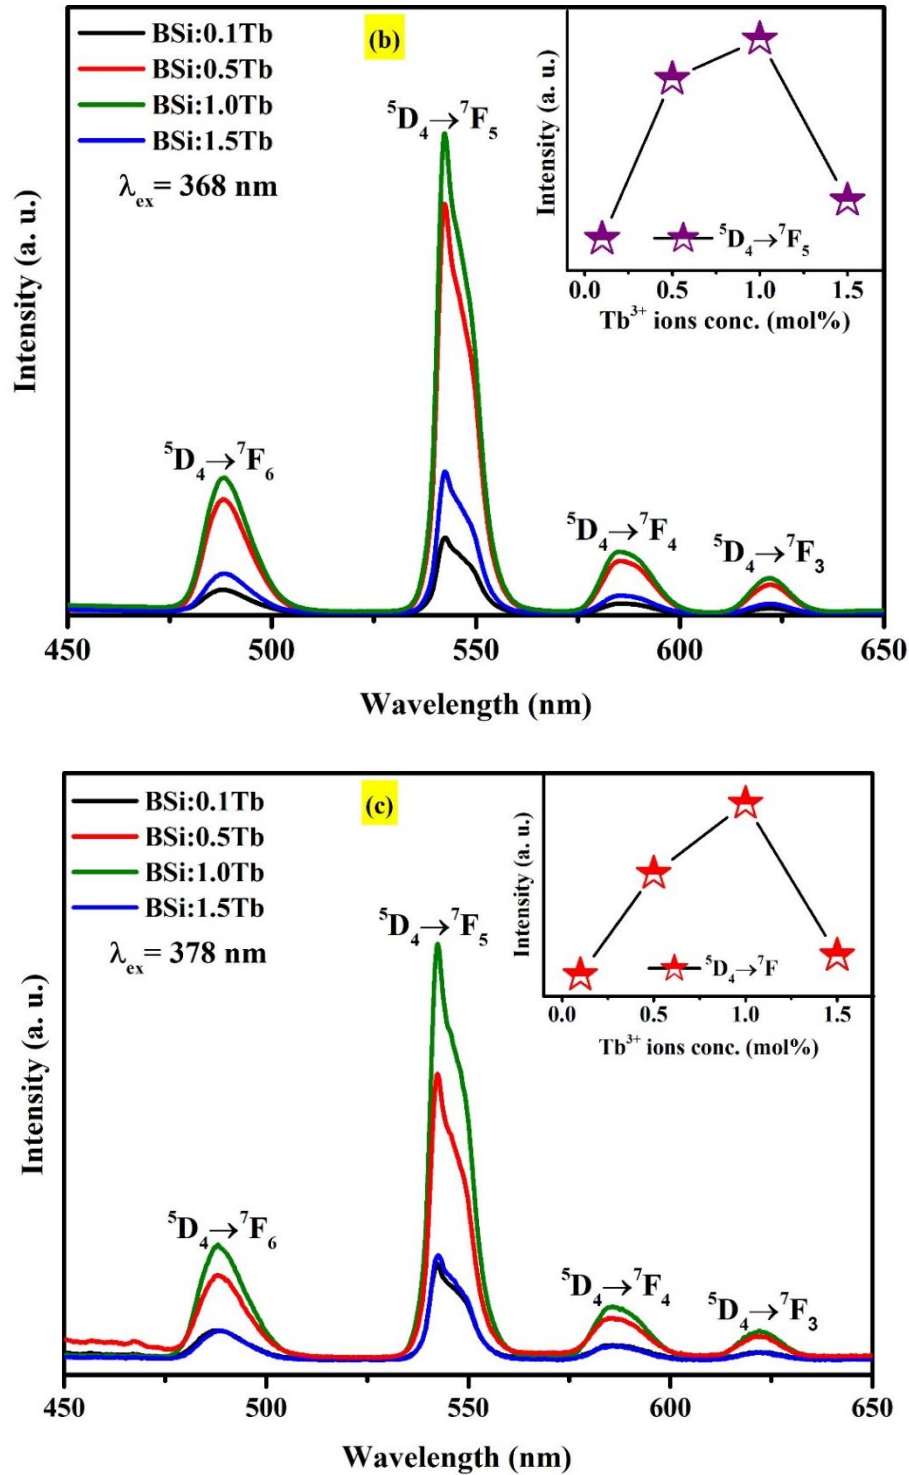 BSi:0.1Tb
BSi:0.5Tb
BSi:1.0Tb
BSi:1.5Tb
λex= 368 nm
(b)
⁵D₄→⁷F₅
⁵D₄→⁷F₆
⁵D₄→⁷F₄
⁵D₄→⁷F₃
Intensity (a. u.)
450 500 550 600 650
Wavelength (nm)
Intensity (a. u.)
⁵D₄→⁷F₅
0.0 0.5 1.0 1.5
Tb³⁺ ions conc. (mol%)
BSi:0.1Tb
BSi:0.5Tb
BSi:1.0Tb
BSi:1.5Tb
λex= 378 nm
(c)
⁵D₄→⁷F₅
⁵D₄→⁷F₆
⁵D₄→⁷F₄
⁵D₄→⁷F₃
Intensity (a. u.)
450 500 550 600 650
Wavelength (nm)
Intensity (a. u.)
⁵D₄→⁷F
0.0 0.5 1.0 1.5
Tb³⁺ ions conc. (mol%)